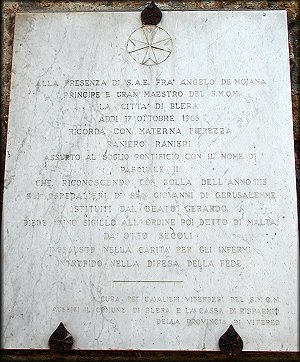 ALLA PRESENZA DI S.A.E. FRA' ANGELO DE MOJANA
PRINCIPE E GRAN MAESTRO DEL S.M.O.M.
LA CITTA' DI BLERA
ADDI 17 OTTOBRE 1965
RICORDA CON MATERNA FIEREZZA
RANIERO RANIERI
ASSURTO AL SOGLIO PONTIFICIO CON IL NOME DI
PASQUALE II
CHE, RICONOSCENDO CON BOLLA DELL'ANNO 1113
GLI OSPEDALIERI DI SAN GIOVANNI DI GERUSALEMME
ISTITUITI DAL BEATO GERARDO,
DIEDE PRIMO SIGILLO ALL'ORDINE POI DETTO DI MALTA
DA OTTO SECOLI
INESAUSTO NELLA CARITA' PER GLI INFERMI
INTREPIDO NELLA DIFESA DELLA FEDE
A CURA DEI CAVALIERI VITERBESI DEL S.M.O.M.
IL COMUNE DI BLERA E LA CASSA DI RISPARMIO
DELLA PROVINCIA DI VITERBO